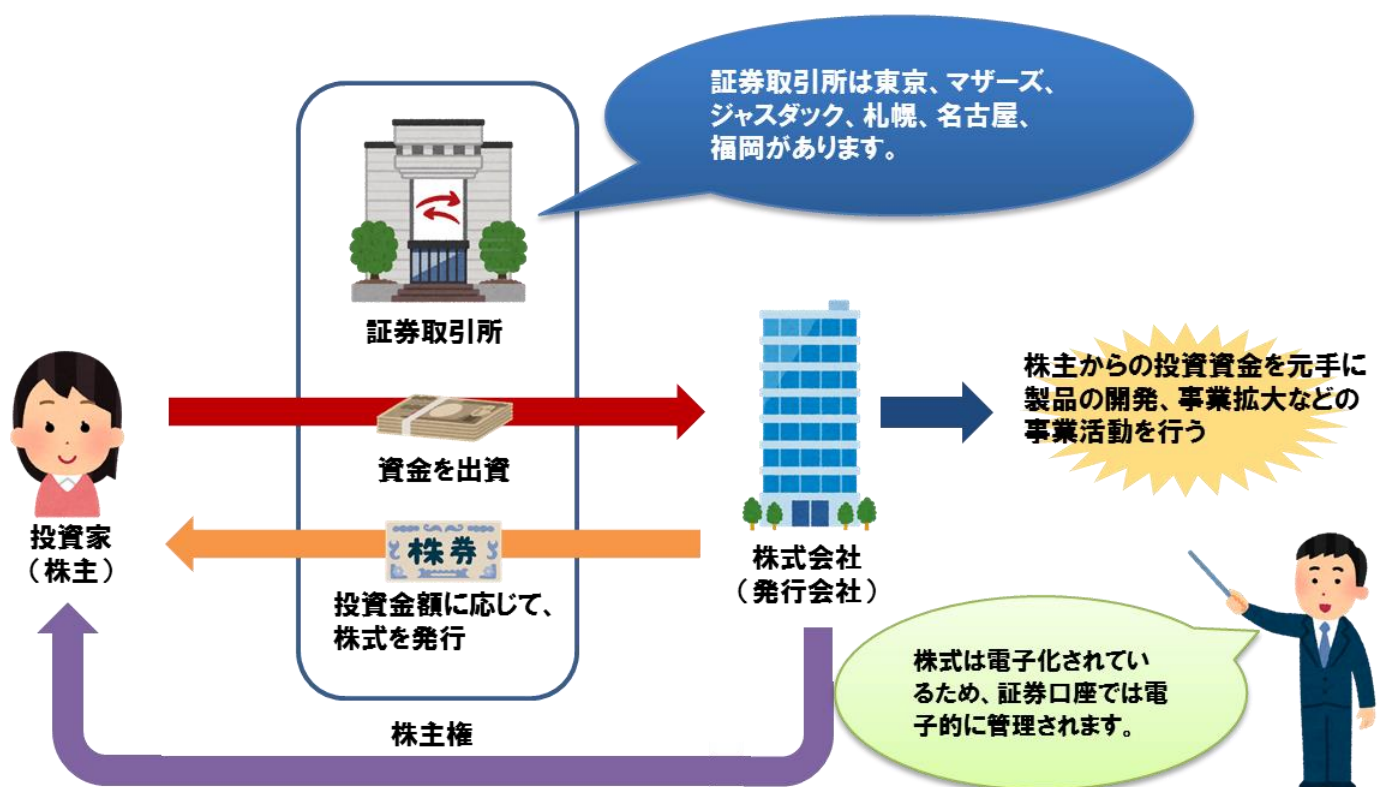 証券取引所は東京、マザーズ、
ジャスダック、札幌、名古屋、
福岡があります。
証券取引所
資金を出資
株券
投資金額に応じて、
株式を発行
投資家
（株主）
株式会社
（発行会社）
株主からの投資資金を元手に
製品の開発、事業拡大などの
事業活動を行う
株式は電子化されてい
るため、証券口座では電
子的に管理されます。
株主権